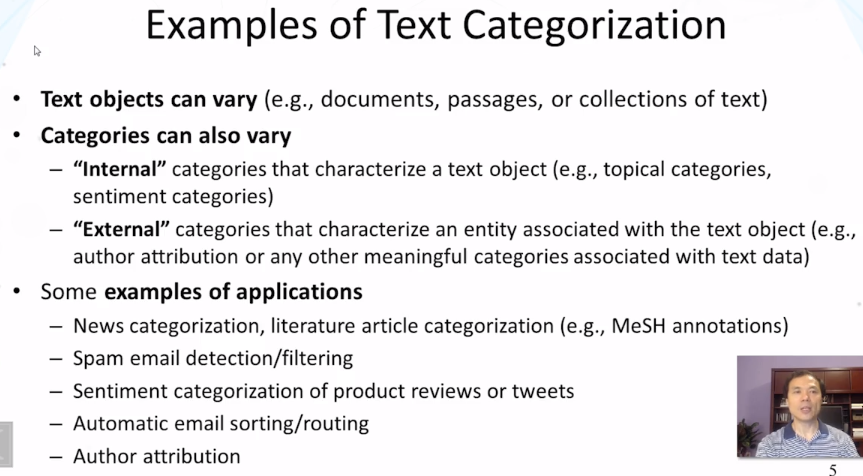 Examples of Text Categorization
• Text objects can vary (e.g., documents, passages, or collections of text)
• Categories can also vary
– “Internal” categories that characterize a text object (e.g., topical categories,
sentiment categories)
– “External” categories that characterize an entity associated with the text object (e.g.,
author attribution or any other meaningful categories associated with text data)
• Some examples of applications
– News categorization, literature article categorization (e.g., MeSH annotations)
– Spam email detection/filtering
– Sentiment categorization of product reviews or tweets
– Automatic email sorting/routing
– Author attribution
5